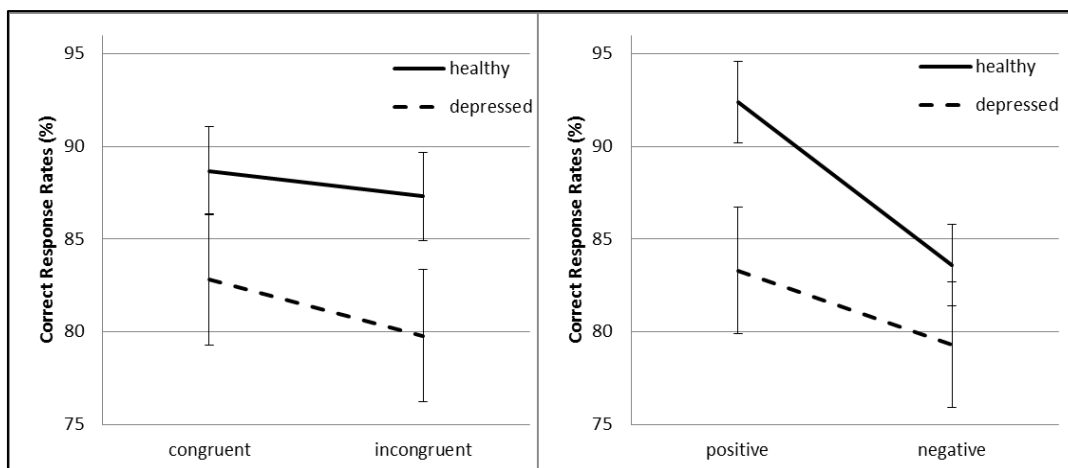 Correct Response Rates (%)
95
90
85
80
75
healthy
depressed
congruent incongruent
Correct Response Rates (%)
95
90
85
80
75
healthy
depressed
positive negative